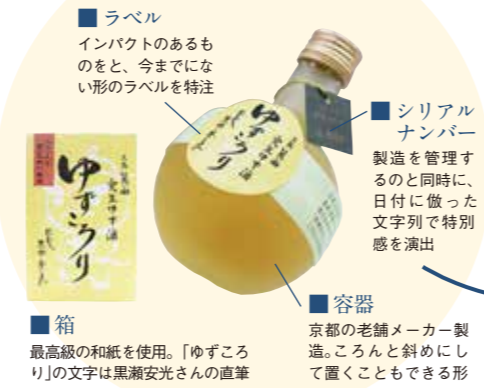 ■ ラベル
インパクトのあるも
のをと、今までにな
い形のラベルを特注
■ シリアル
ナンバー
製造を管理す
るのと同時に、
日付に倣った
文字列で特別
感を演出
ゆずころり
ゆずころり
■ 箱
最高級の和紙を使用。「ゆずころ
り」の文字は黒瀬安光さんの直筆
■ 容器
京都の老舗メーカー製
造。ころんと斜めにし
て置くこともできる形